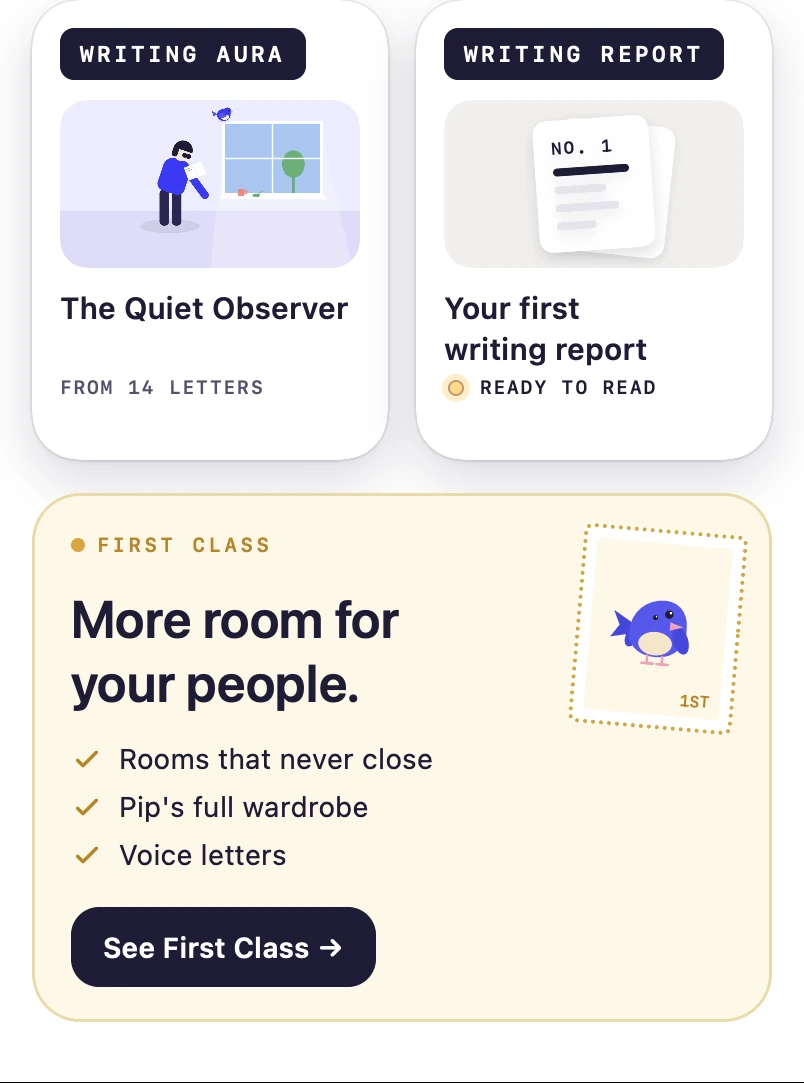 WRITING AURA
The Quiet Observer
FROM 14 LETTERS
WRITING REPORT
NO. 1
Your first
writing report
READY TO READ
FIRST CLASS
More room for
your people.
1ST
Rooms that never close
Pip's full wardrobe
Voice letters
See First Class →